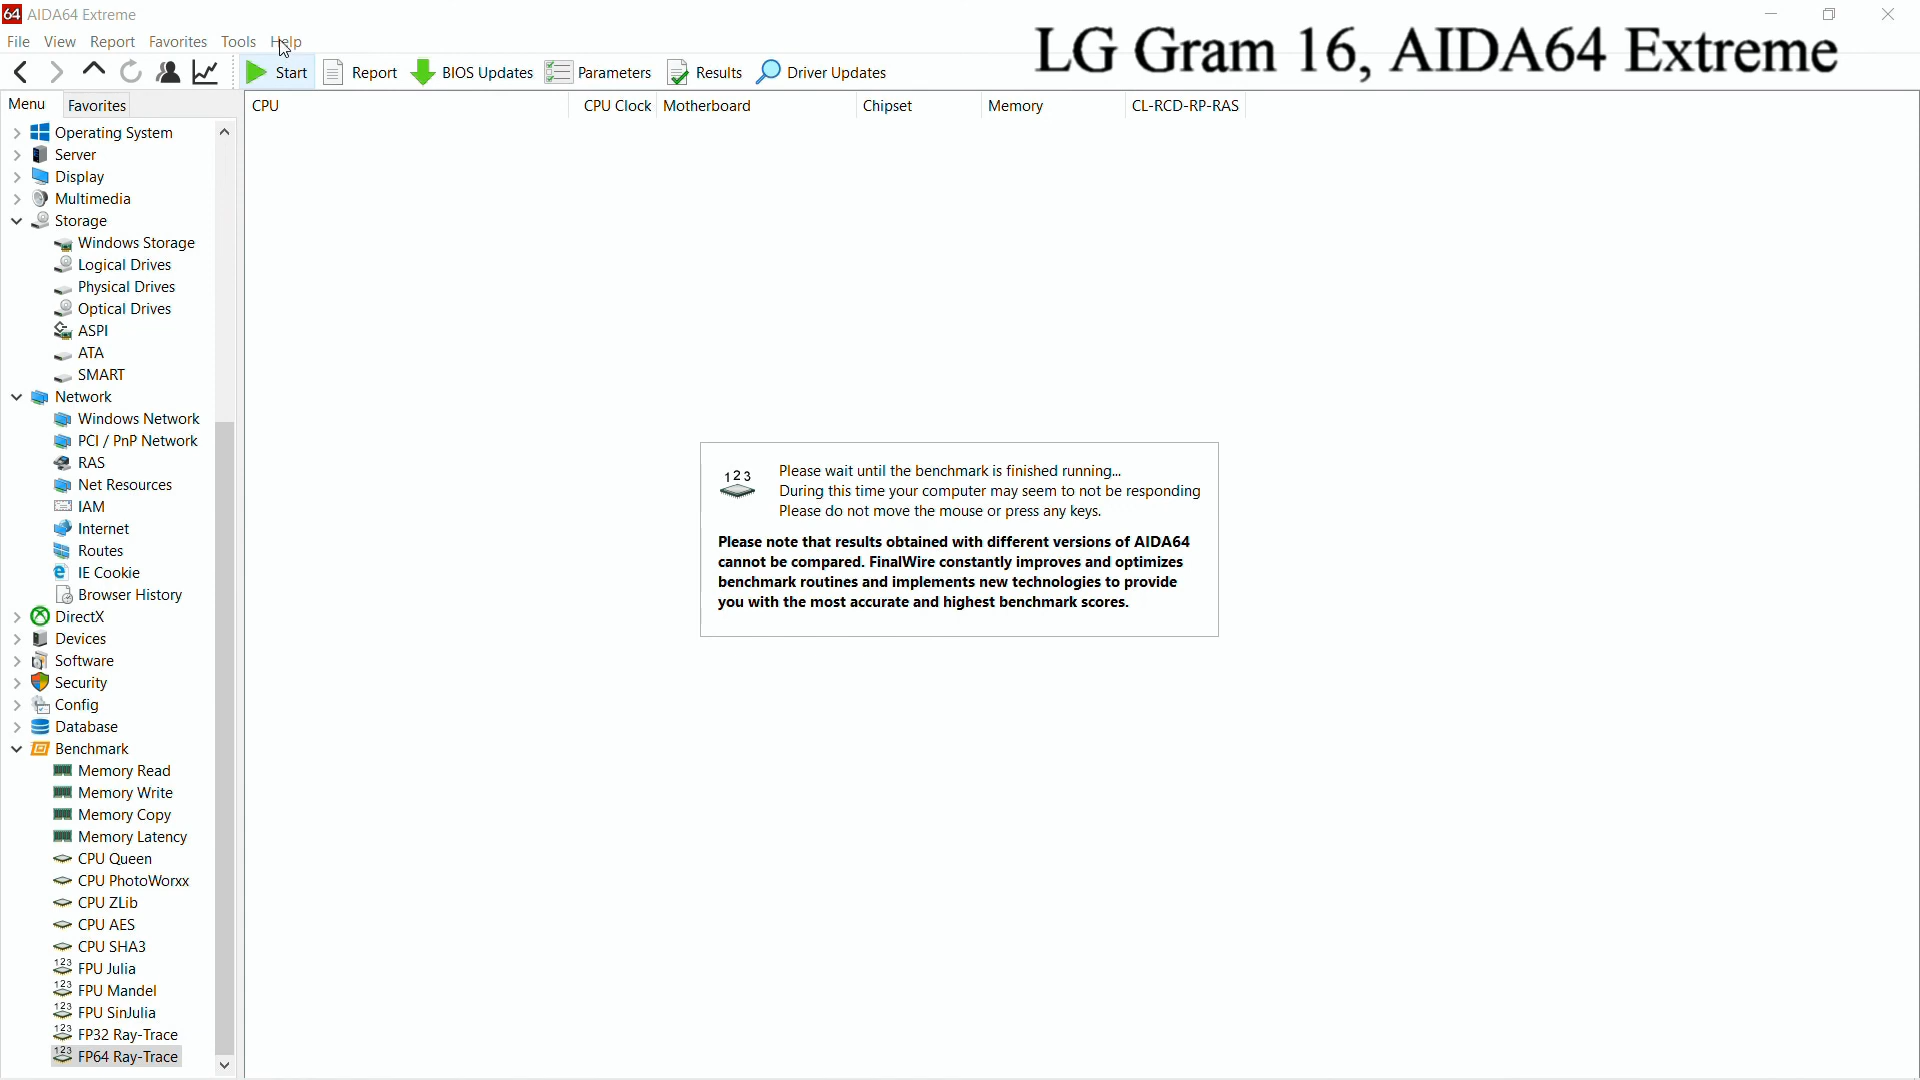 64 AIDA64 Extreme
LG Gram 16, AIDA64 Extreme
File View Report Favorites Tools Help
Start Report BIOS Updates Parameters Results Driver Updates
Menu Favorites
CPU CPU Clock Motherboard Chipset Memory CL-RCD-RP-RAS
Operating System
Server
Display
Multimedia
Storage
Windows Storage
Logical Drives
Physical Drives
Optical Drives
ASPI
ATA
SMART
Network
Windows Network
PCI / PnP Network
RAS
Net Resources
IAM
Internet
Routes
IE Cookie
Browser History
DirectX
Devices
Software
Security
Config
Database
Benchmark
Memory Read
Memory Write
Memory Copy
Memory Latency
CPU Queen
CPU PhotoWorxx
CPU ZLib
CPU AES
CPU SHA3
123 FPU Julia
123 FPU Mandel
123 FPU SinJulia
123 FP32 Ray-Trace
123 FP64 Ray-Trace
123
Please wait until the benchmark is finished running...
During this time your computer may seem to not be responding
Please do not move the mouse or press any keys.
Please note that results obtained with different versions of AIDA64
cannot be compared. FinalWire constantly improves and optimizes
benchmark routines and implements new technologies to provide
you with the most accurate and highest benchmark scores.